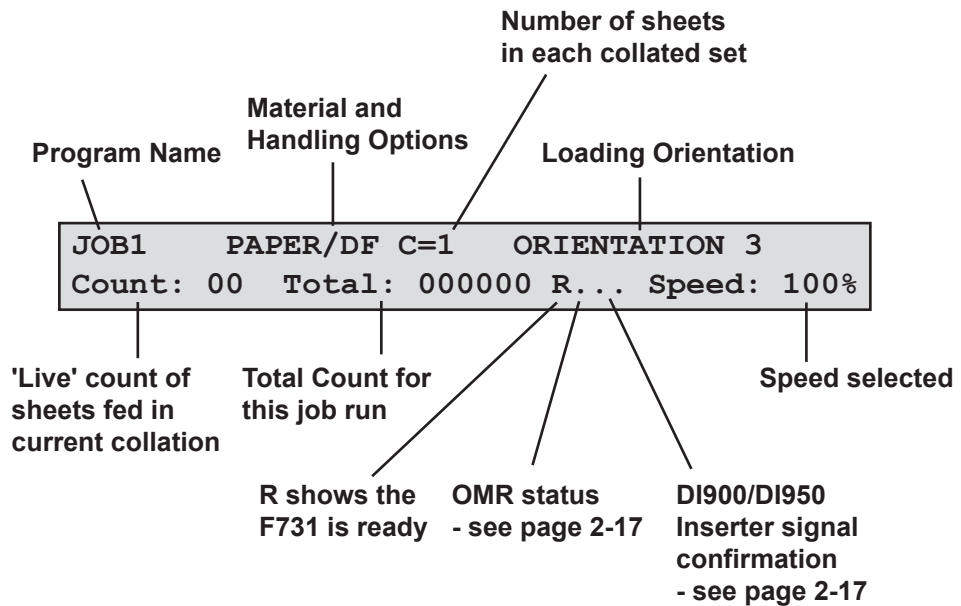 Number of sheets
in each collated set
Material and
Handling Options
Program Name
Loading Orientation
JOB1 PAPER/DF C=1 ORIENTATION 3
Count: 00 Total: 000000 R... Speed: 100%
'Live' count of
sheets fed in
current collation
Total Count for
this job run
Speed selected
R shows the
F731 is ready
OMR status
- see page 2-17
DI900/DI950
Inserter signal
confirmation
- see page 2-17